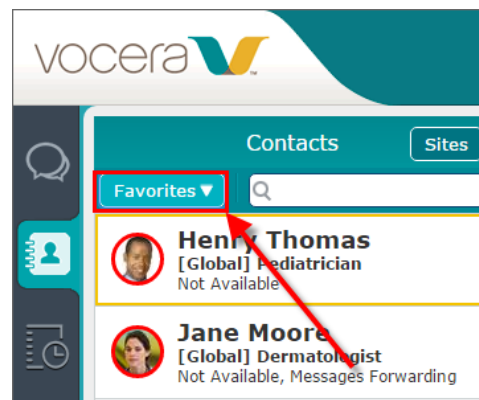 vocera
Contacts
Sites
Favorites ▼
Henry Thomas
[Global] Pediatrician
Not Available
Jane Moore
[Global] Dermatologist
Not Available, Messages Forwarding